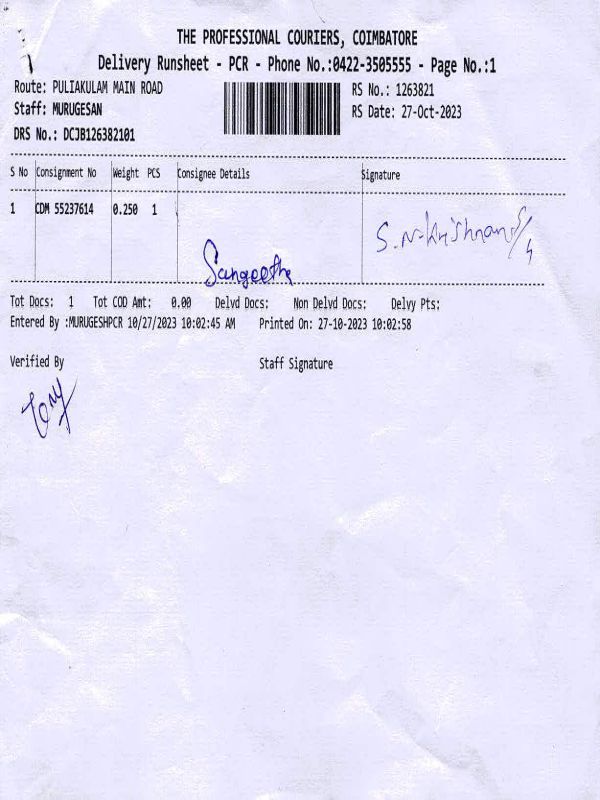 THE PROFESSIONAL COURIERS, COIMBATORE
Delivery Runsheet - PCR - Phone No.:0422-3505555 - Page No.:1
Route: PULIAKULAM MAIN ROAD RS No.: 1263821
Staff: MURUGESAN RS Date: 27-Oct-2023
DRS No.: DCJB126382101
S No Consignment No Weight PCS Consignee Details Signature
1 CDM 55237614 0.250 1
S.N.Krishnan
Sangeetha
Tot Docs: 1 Tot COD Amt: 0.00 Delvd Docs: Non Delvd Docs: Delvy Pts:
Entered By :MURUGESHPCR 10/27/2023 10:02:45 AM Printed On: 27-10-2023 10:02:58
Verified By Staff Signature